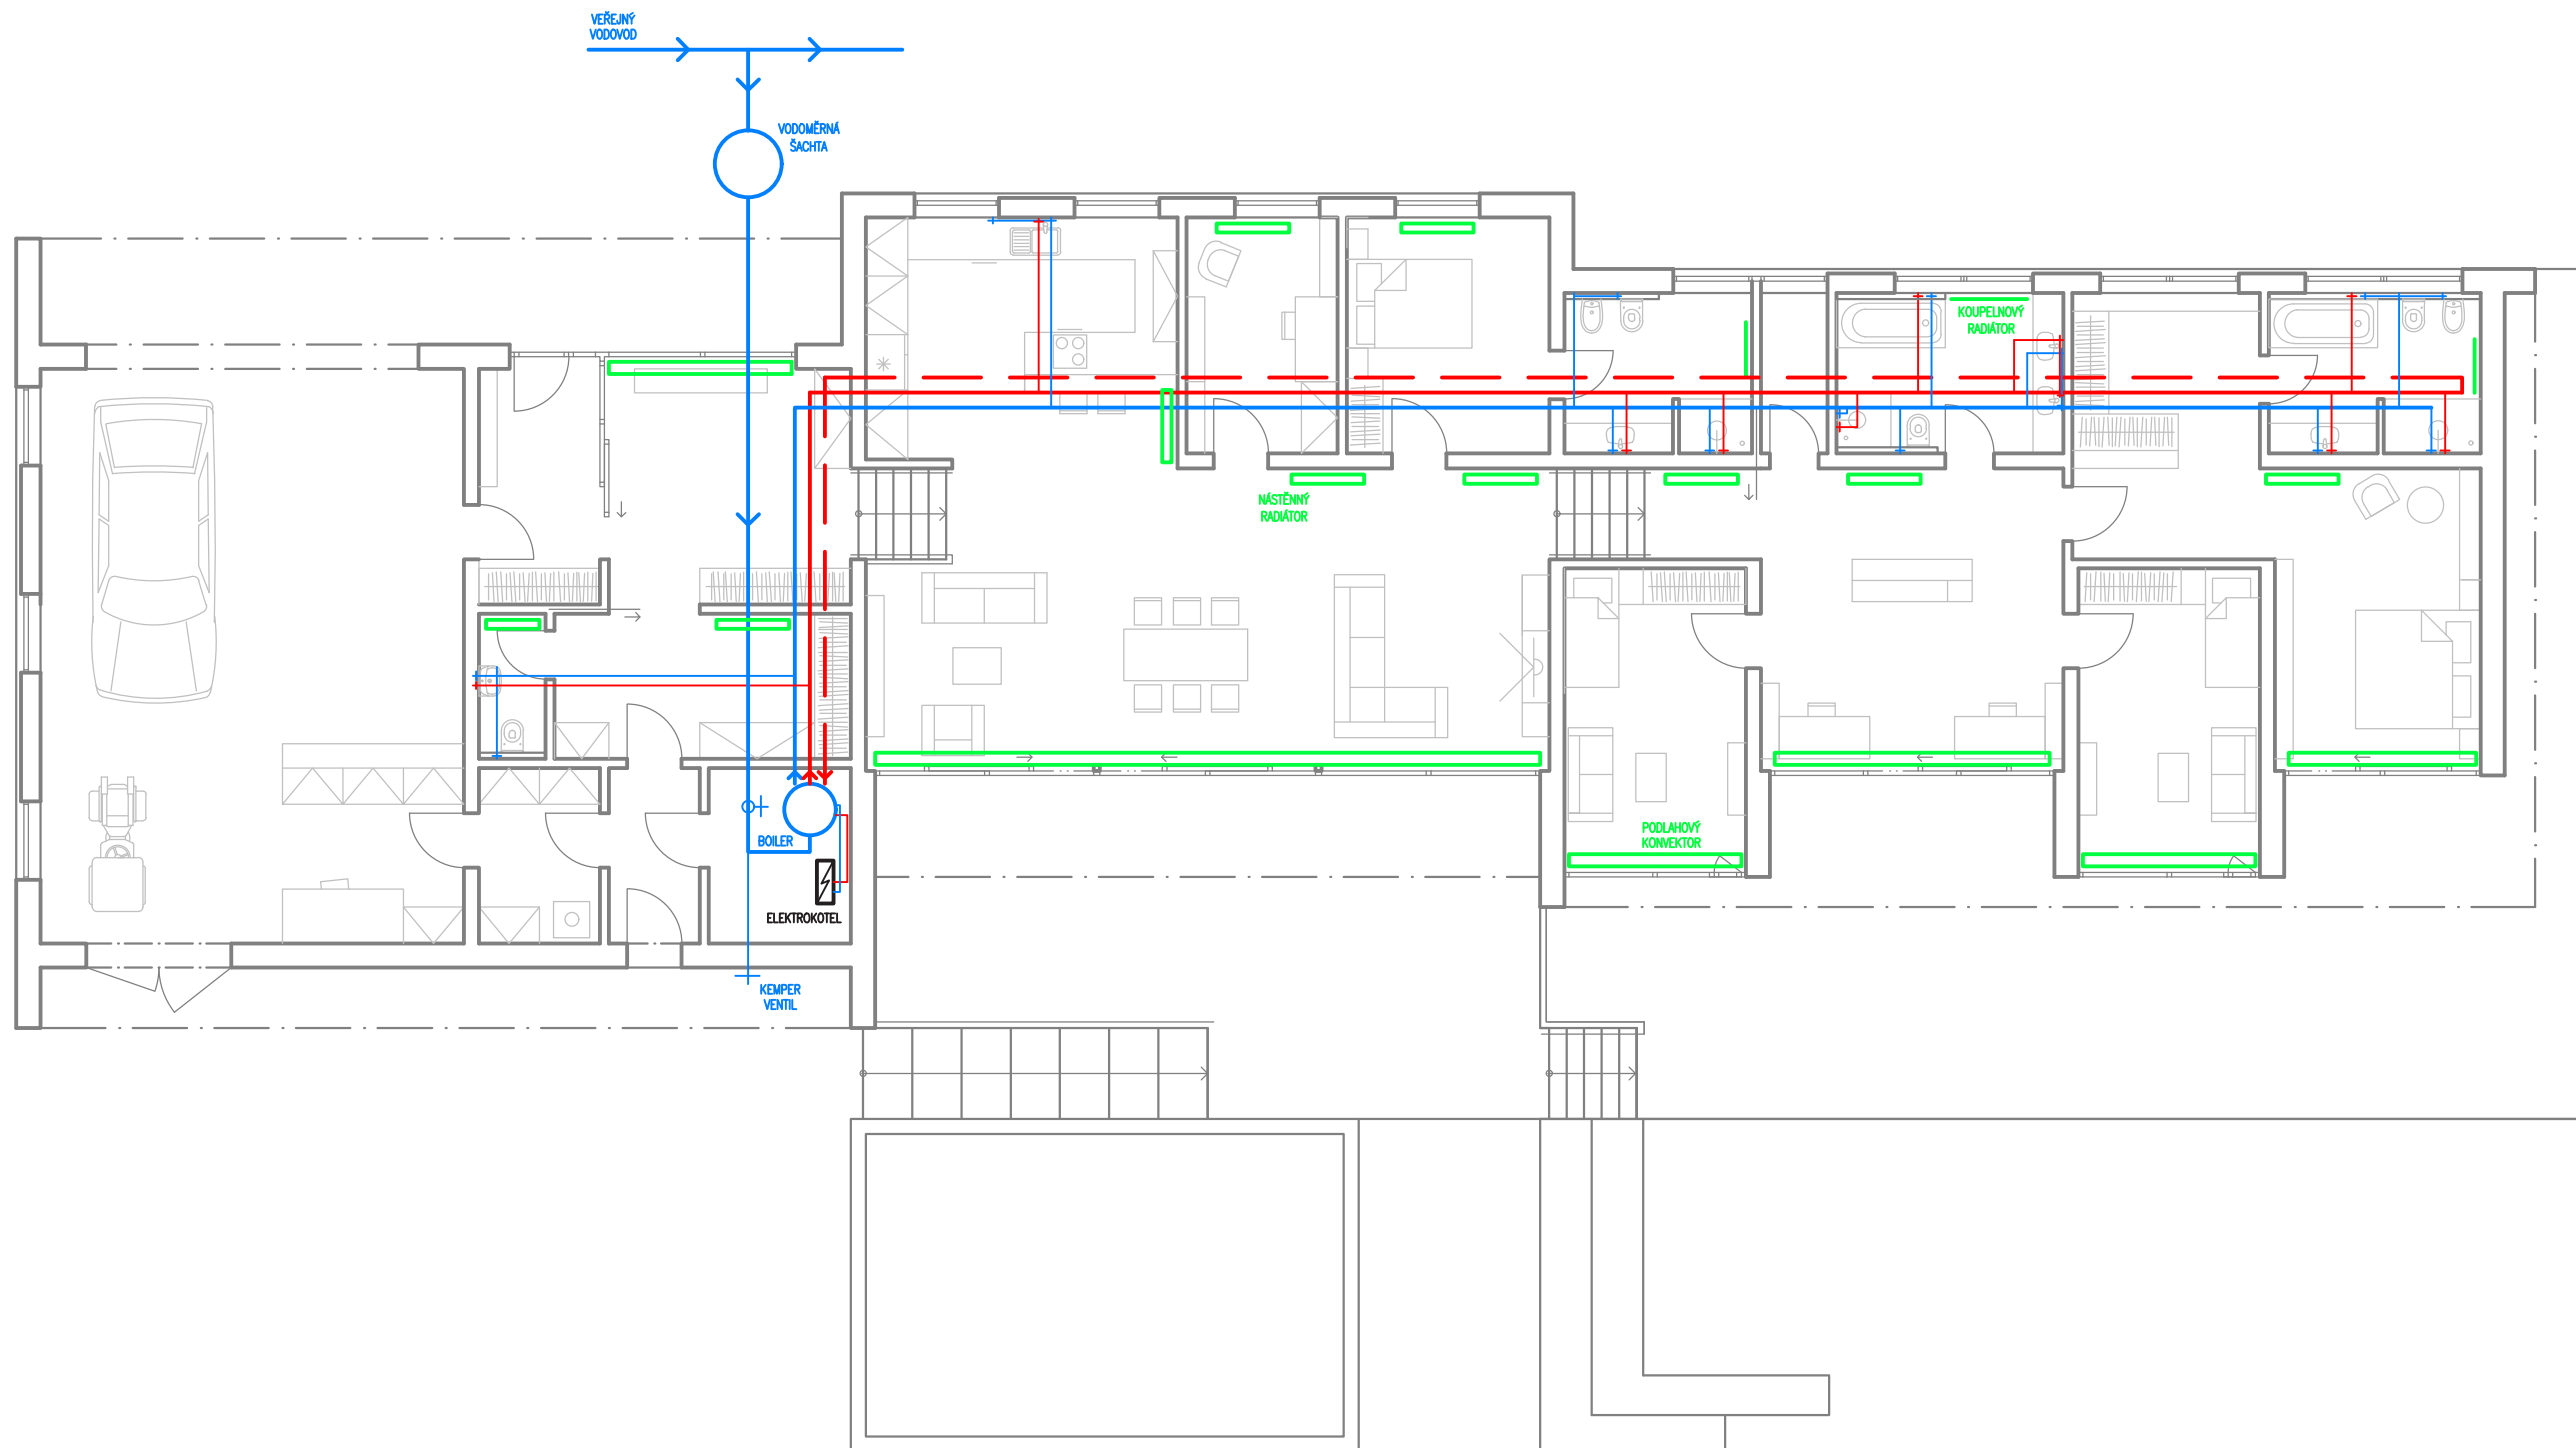 VEŘEJNÝ
VODOVOD
VODOMĚRNÁ
ŠACHTA
KOUPELNOVÝ
RADIÁTOR
NÁSTĚNNÝ
RADIÁTOR
PODLAHOVÝ
KONVEKTOR
BOILER
ELEKTROKOTEL
KEMPER
VENTIL